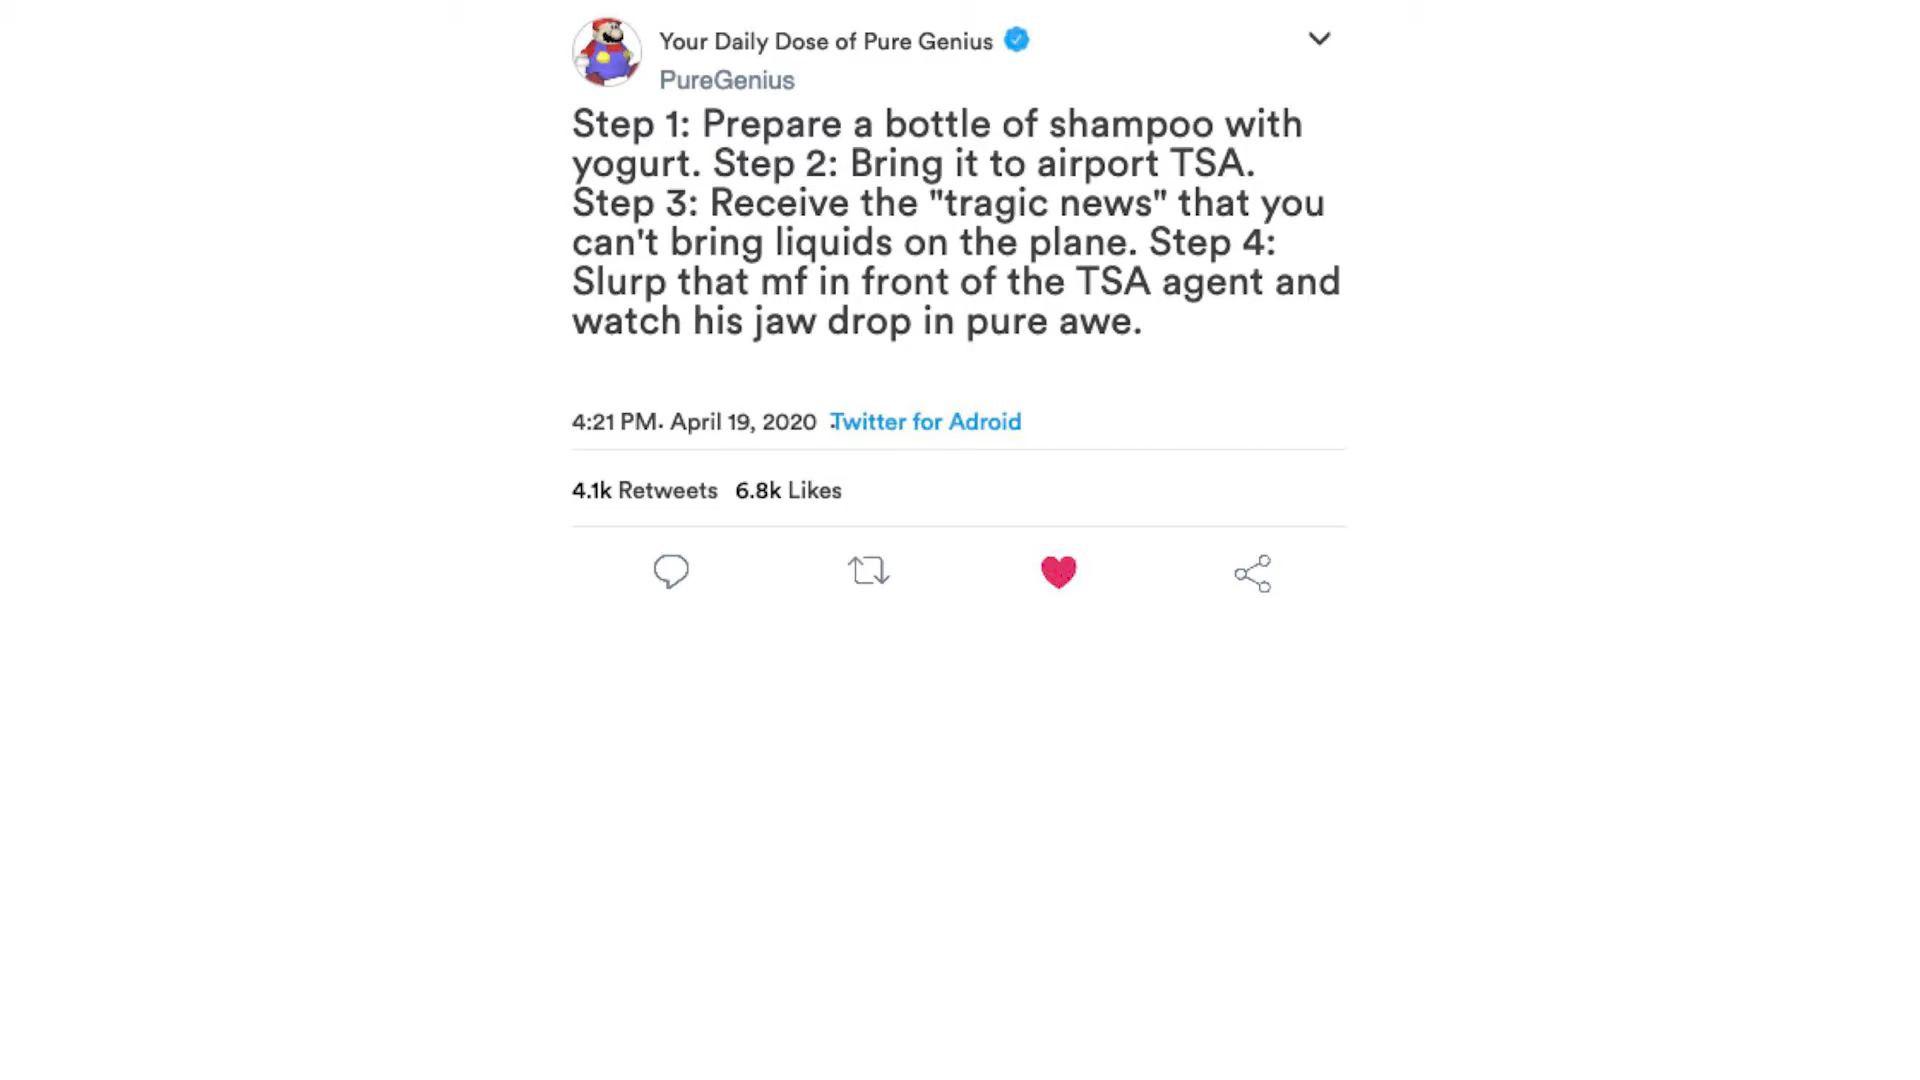 Your Daily Dose of Pure Genius
PureGenius
Step 1: Prepare a bottle of shampoo with
yogurt. Step 2: Bring it to airport TSA.
Step 3: Receive the "tragic news" that you
can't bring liquids on the plane. Step 4:
Slurp that mf in front of the TSA agent and
watch his jaw drop in pure awe.
4:21 PM. April 19, 2020 Twitter for Adroid
4.1k Retweets 6.8k Likes